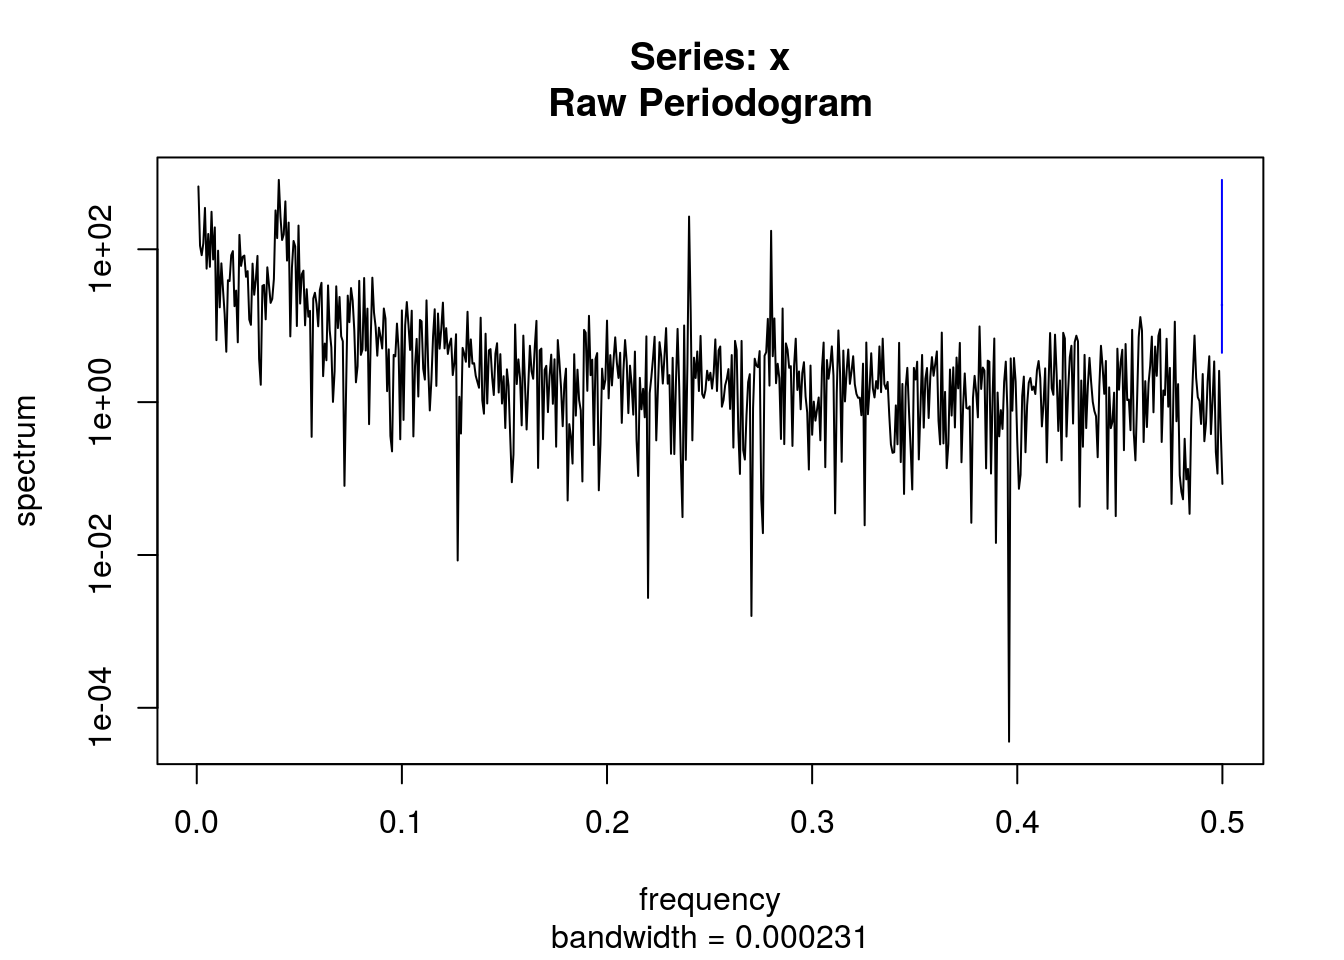 Series: x
Raw Periodogram
spectrum
1e+02
1e+00
1e-02
1e-04
0.0 0.1 0.2 0.3 0.4 0.5
frequency
bandwidth = 0.000231